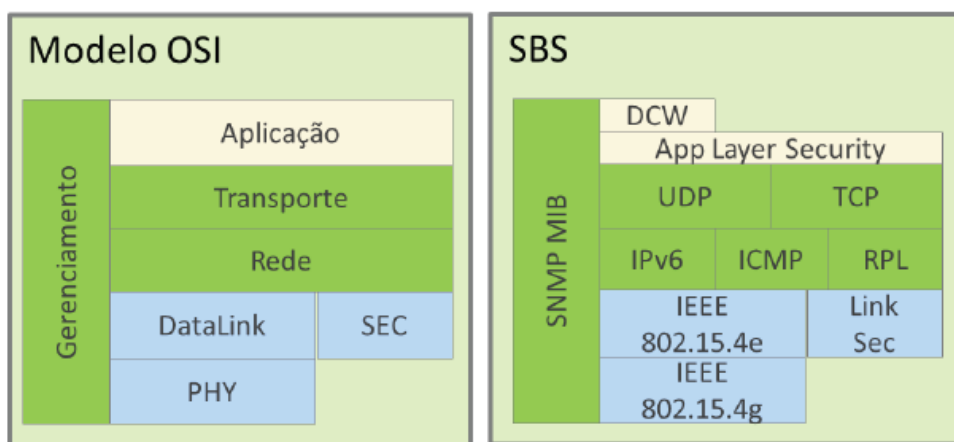 Modelo OSI
Gerenciamento
Aplicação
Transporte
Rede
DataLink
SEC
PHY
SBS
SNMP MIB
DCW
App Layer Security
UDP
TCP
IPv6
ICMP
RPL
IEEE
802.15.4e
Link
Sec
IEEE
802.15.4g